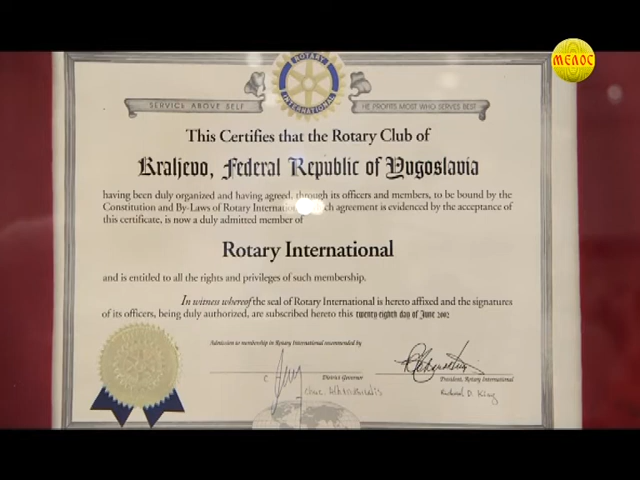 МЕЛОС
ROTARY
INTERNATIONAL
SERVICE ABOVE SELF
HE PROFITS MOST WHO SERVES BEST
This Certifies that the Rotary Club of
Kraljevo, Federal Republic of Yugoslavia
having been duly organized and having agreed, through its officers and members, to be bound by the
Constitution and By-Laws of Rotary International, agreement is evidenced by the acceptance of
this certificate, is now a duly admitted member of
Rotary International
and is entitled to all the rights and privileges of such membership.
In witness whereof the seal of Rotary International is hereto affixed and the signatures
of its officers, being duly authorized, are subscribed hereto this twenty eighth day of June 2002
Admission to membership in Rotary International recommended by
District Governor
President, Rotary International
Richard D. King